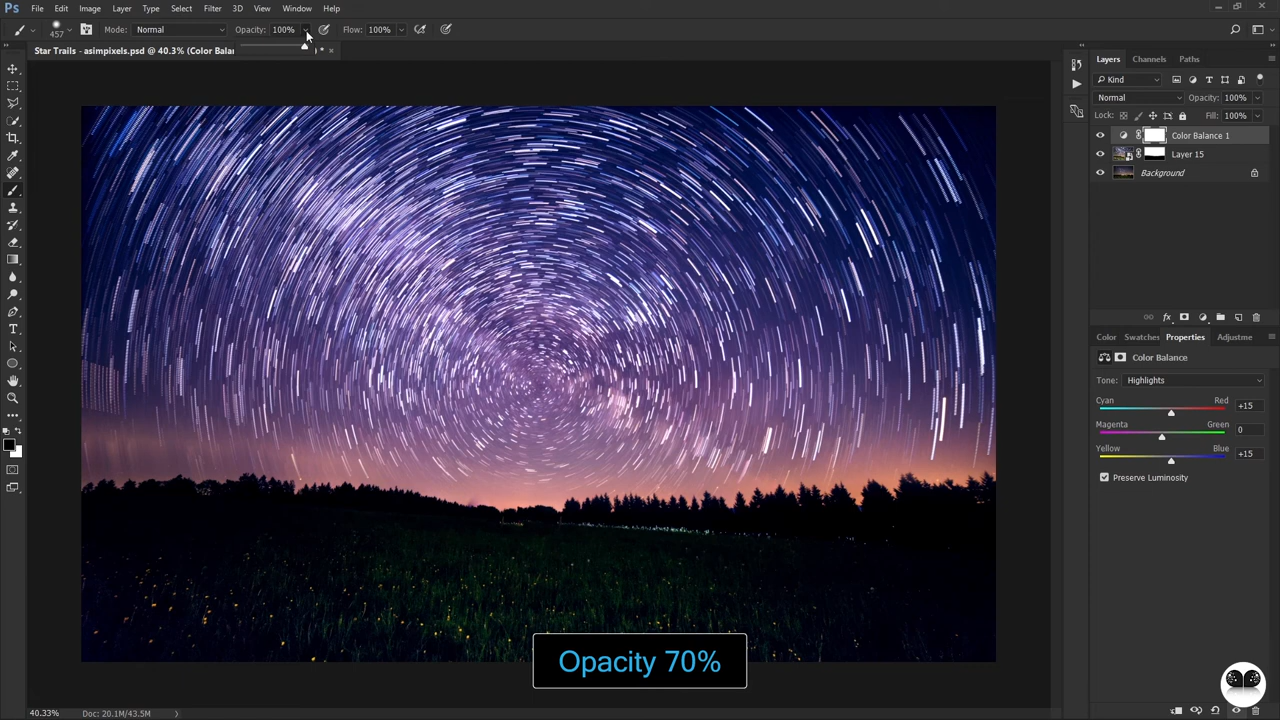 Ps File Edit Image Layer Type Select Filter 3D View Window Help
457 Mode: Normal Opacity: 100% Flow: 100%
Star Trails - asimpixels.psd @ 40.3% (Color Balan ) * ×
Layers Channels Paths
Kind
Normal Opacity: 100%
Lock: Fill: 100%
Color Balance 1
Layer 15
Background
Color Swatches Properties Adjustme
Color Balance
Tone: Highlights
Cyan Red +15
Magenta Green 0
Yellow Blue +15
Preserve Luminosity
Opacity 70%
40.33% Doc: 20.1M/43.5M